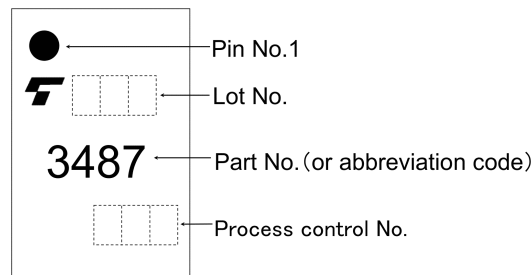 Pin No.1
Lot No.
3487
Part No.(or abbreviation code)
Process control No.